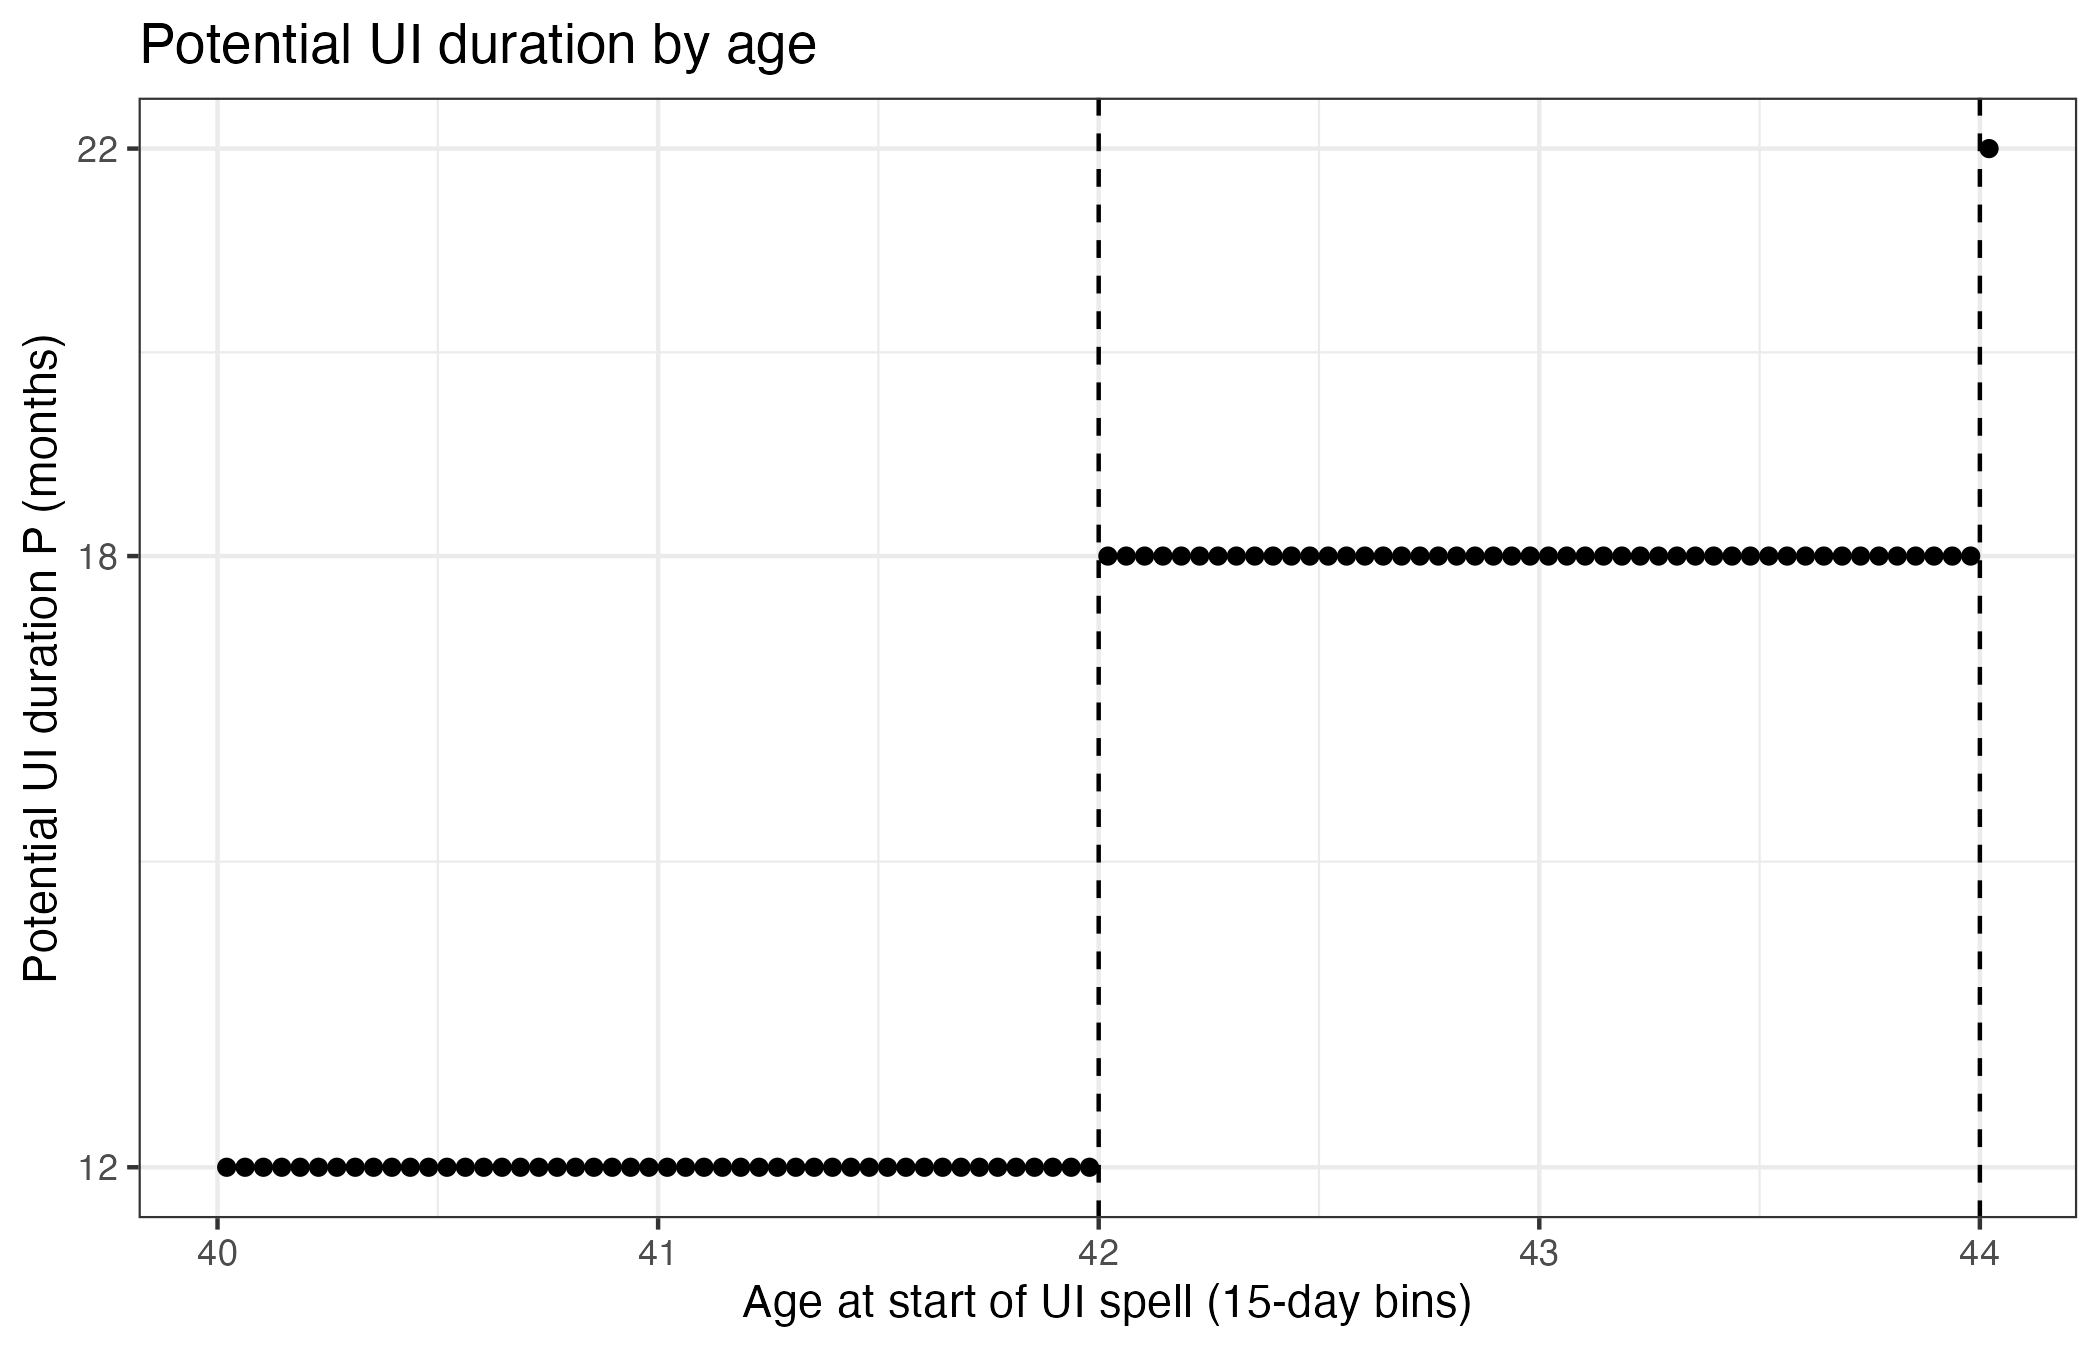 Potential UI duration by age
Potential UI duration P (months)
22
18
12
40 41 42 43 44
Age at start of UI spell (15-day bins)